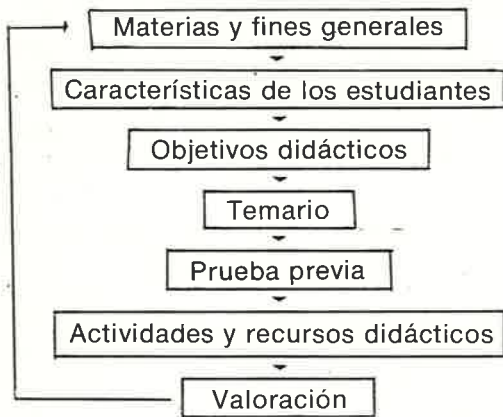 Materias y fines generales
Características de los estudiantes
Objetivos didácticos
Temario
Prueba previa
Actividades y recursos didácticos
Valoración